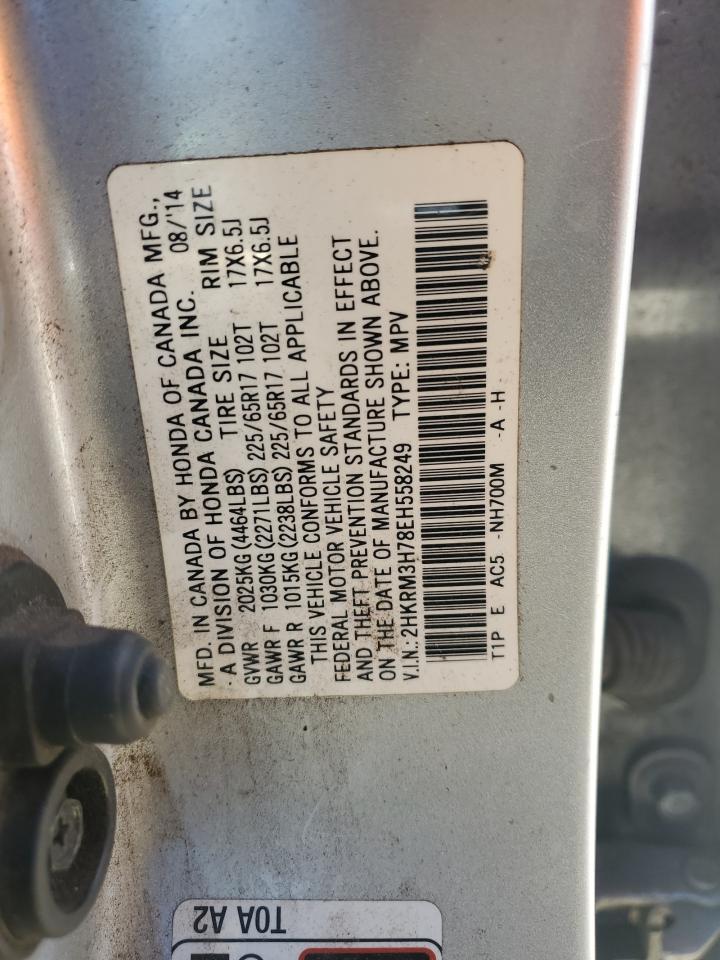 MFD. IN CANADA BY HONDA OF CANADA MFG.,
- A DIVISION OF HONDA CANADA INC. 08/'14
GVWR 2025KG(4464LBS) TIRE SIZE RIM SIZE
GAWR F 1030KG(2271LBS) 225/65R17 102T 17X6.5J
GAWR R 1015KG(2238LBS) 225/65R17 102T 17X6.5J
THIS VEHICLE CONFORMS TO ALL APPLICABLE
FEDERAL MOTOR VEHICLE SAFETY
AND THEFT PREVENTION STANDARDS IN EFFECT
ON THE DATE OF MANUFACTURE SHOWN ABOVE.
V.I.N.: 2HKRM3H78EH558249 TYPE: MPV
T1P E AC5 -NH700M -A -H
T0A A2